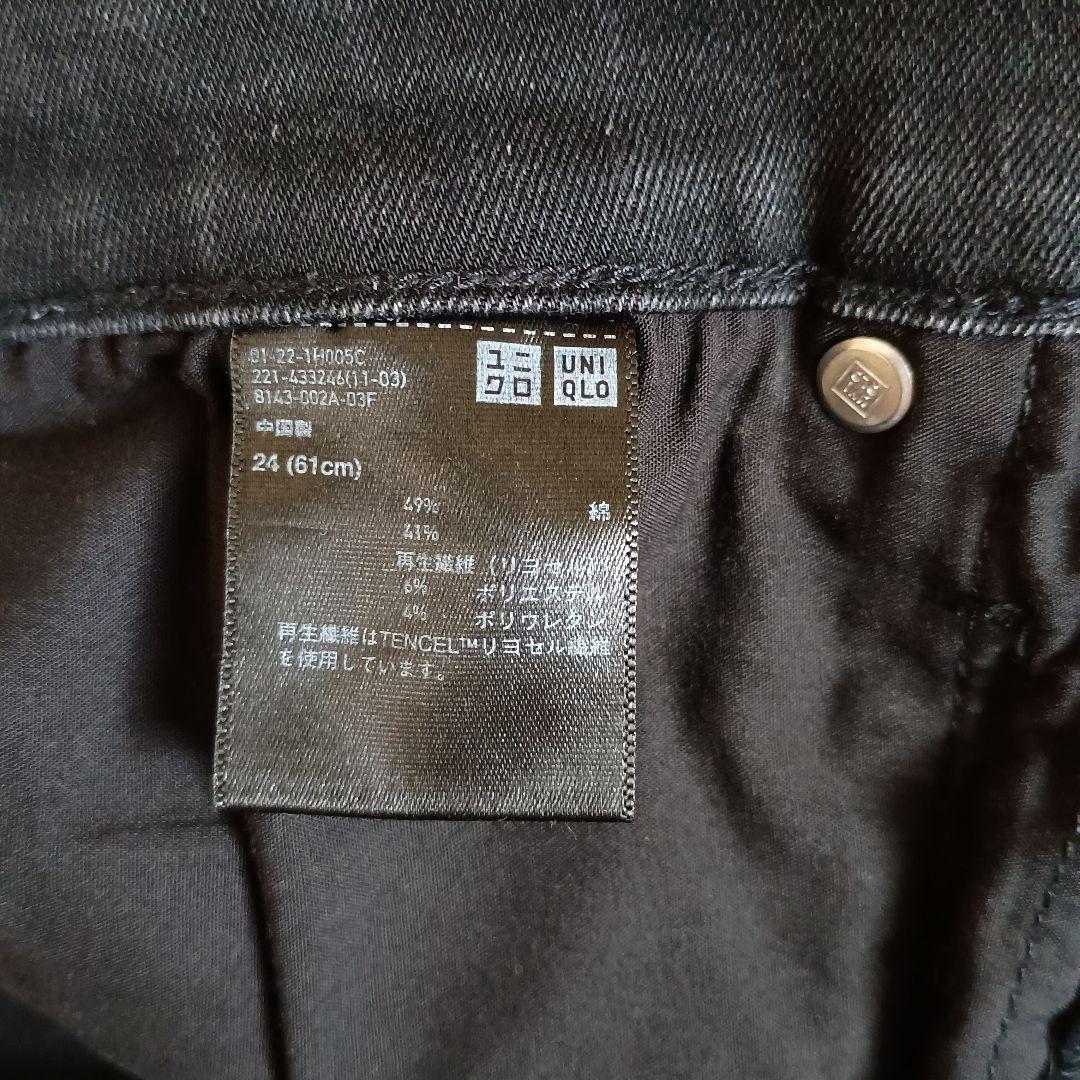 81-22-1H005C
221-433246(11-03)
8143-002A-03F
ユニ
クロ
UNI
QLO
中国製
24 (61cm)
49% 綿
41%
再生繊維 (リヨセル)
6% ポリエステル
4% ポリウレタン
再生繊維はTENCEL™リヨセル繊維
を使用しています。